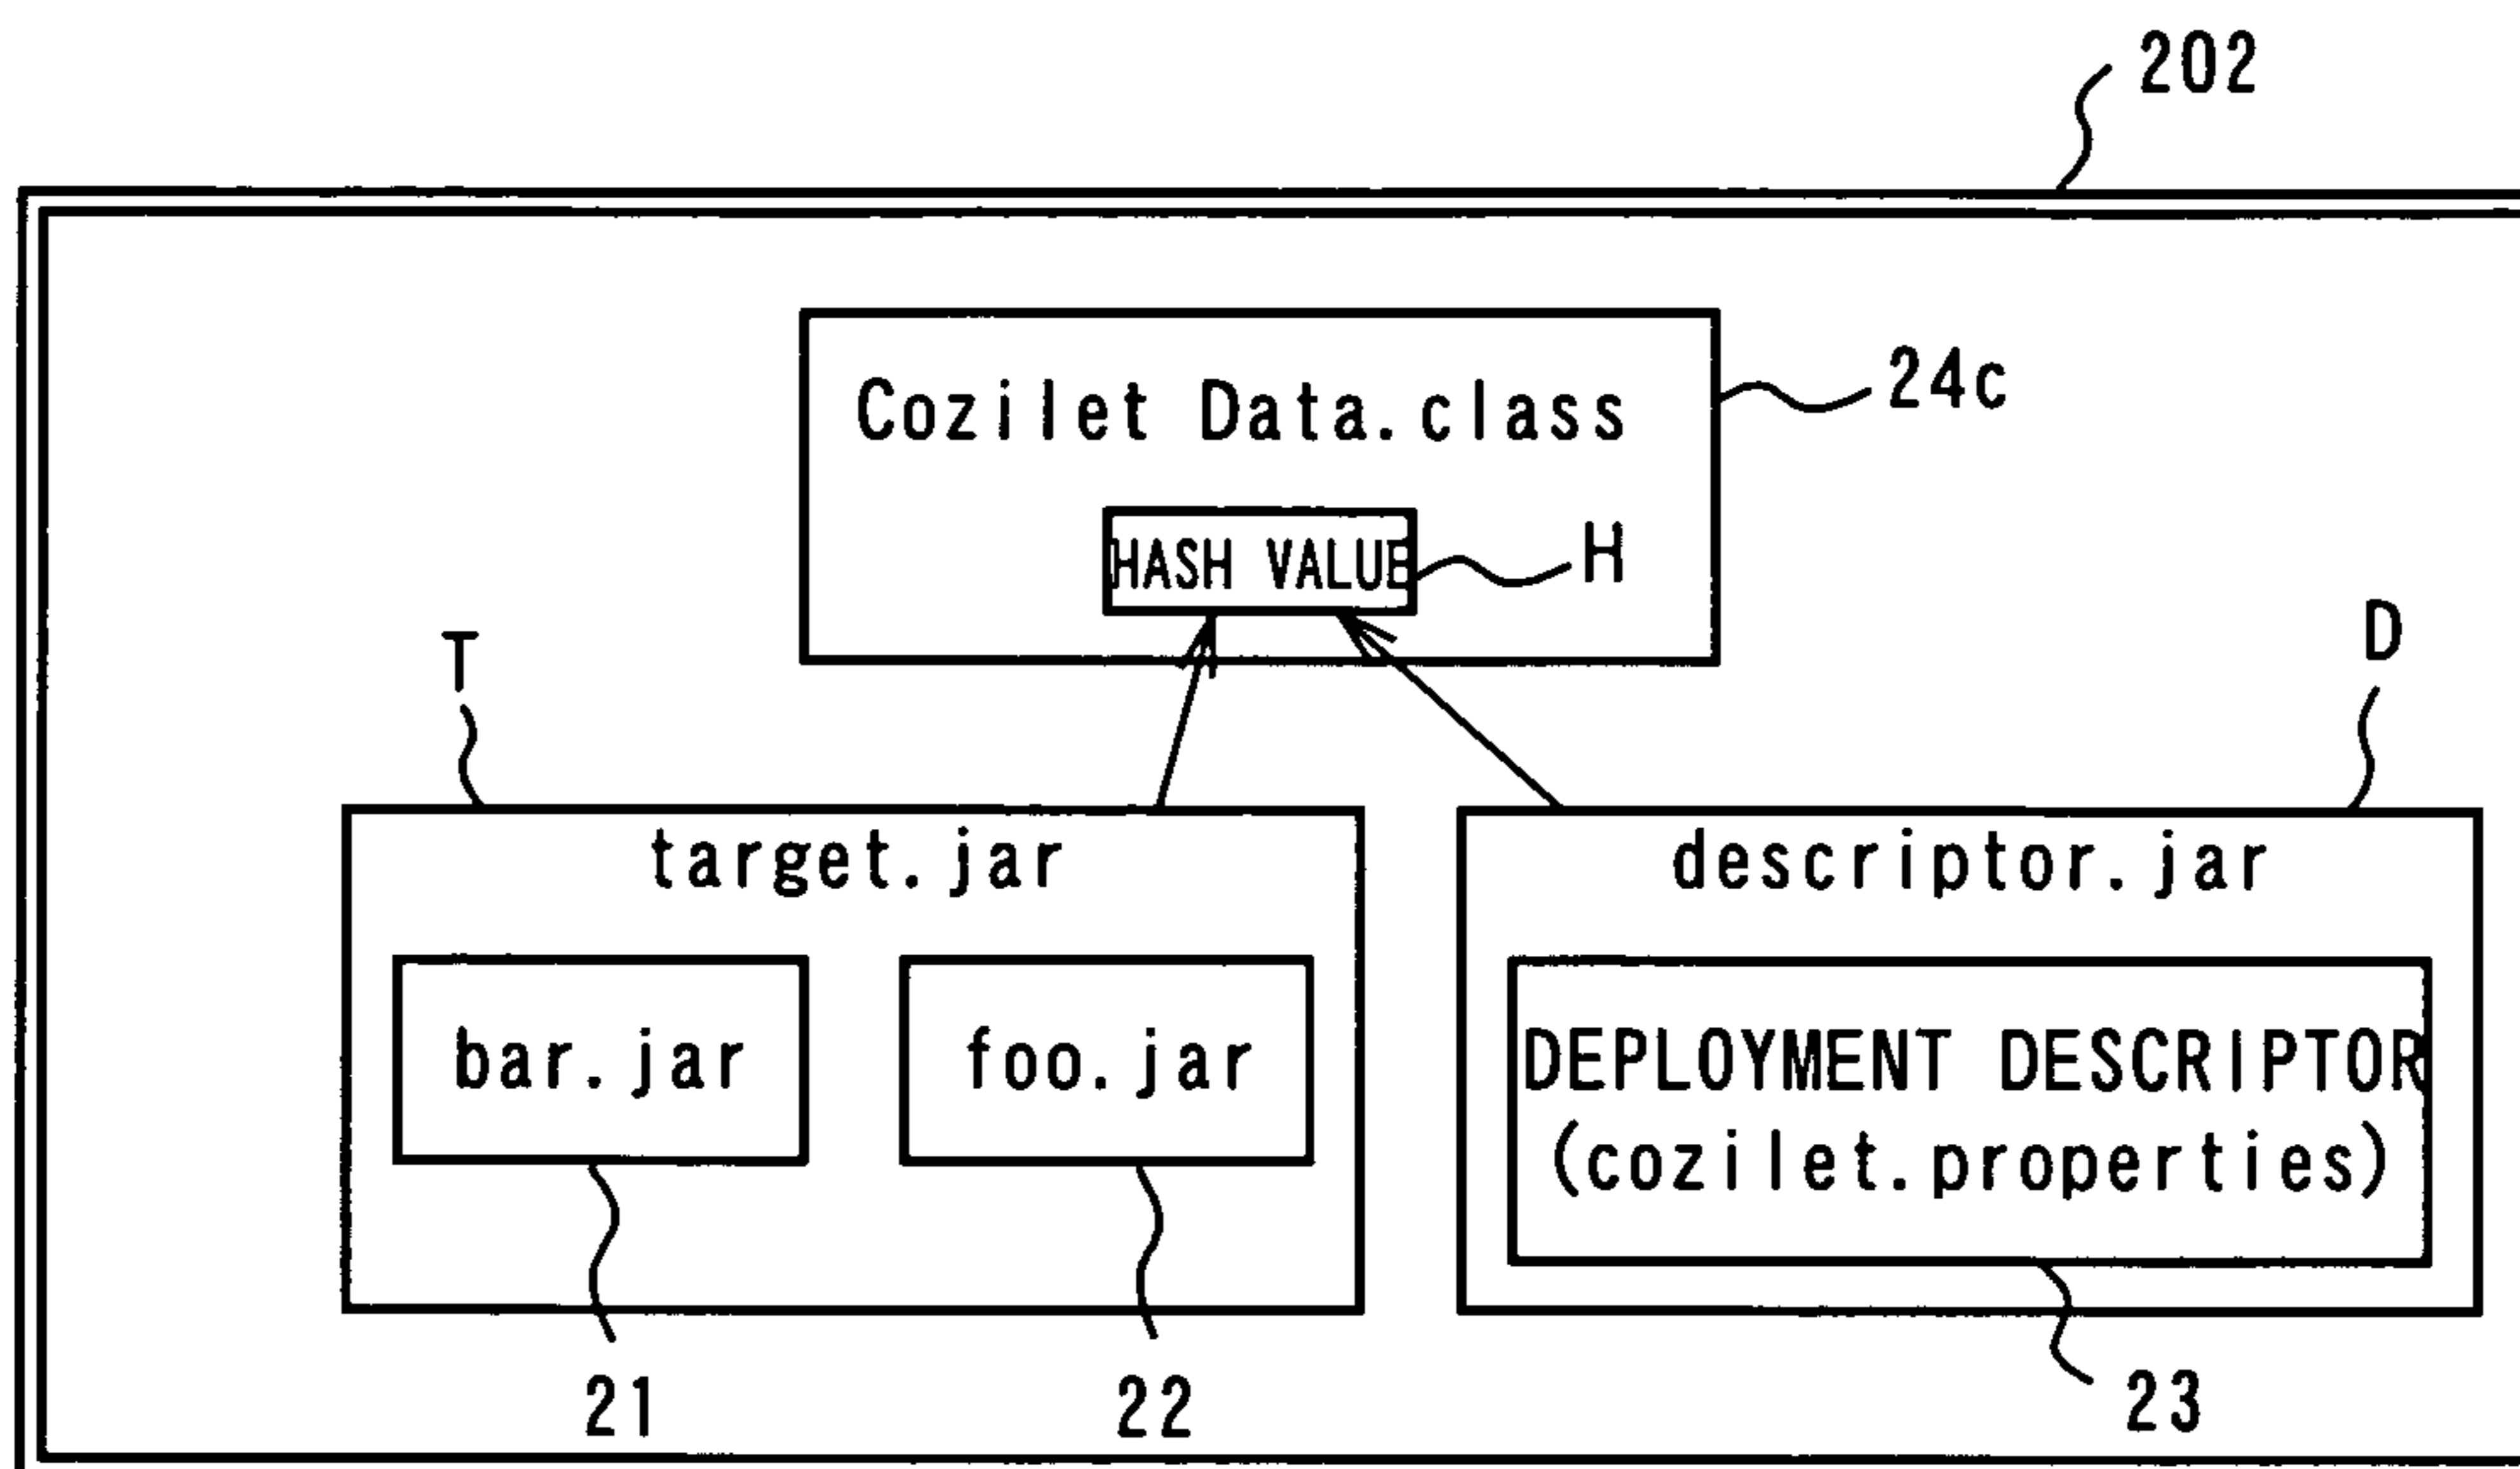 202
Cozilet Data.class
24c
HASH VALUE
H
T
D
target.jar
descriptor.jar
bar.jar
foo.jar
DEPLOYMENT DESCRIPTOR
(cozilet.properties)
21
22
23